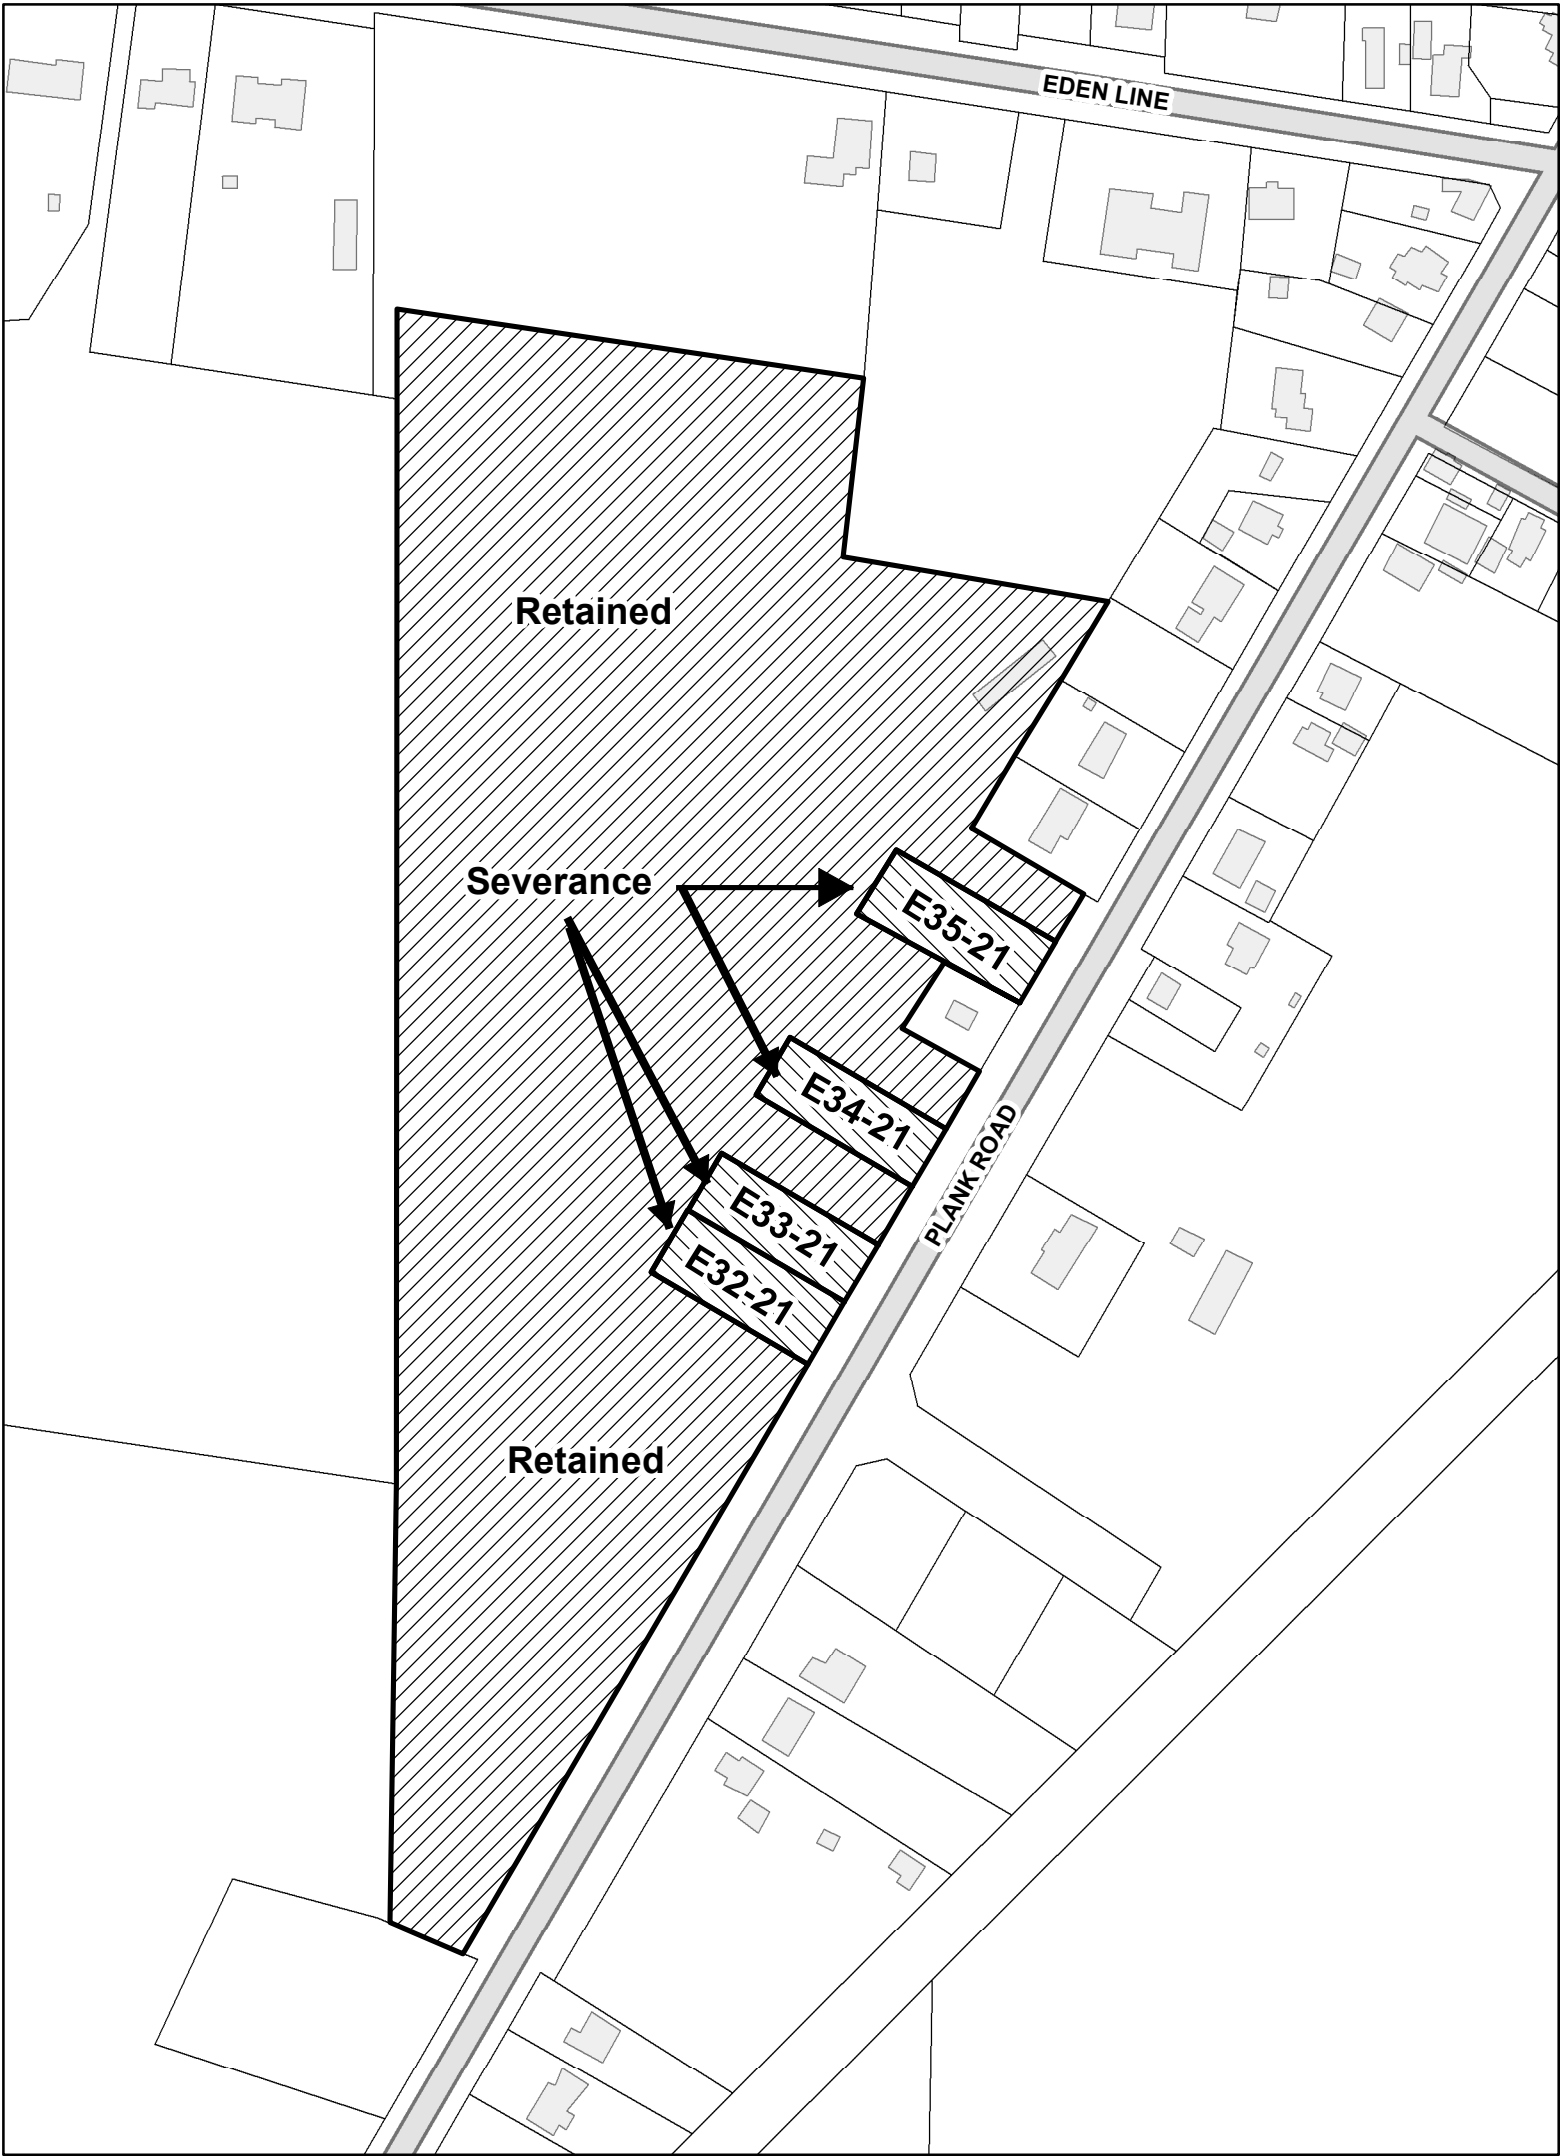 EDEN LINE
Retained
Severance
E35-21
E34-21
PLANK ROAD
E33-21
E32-21
Retained